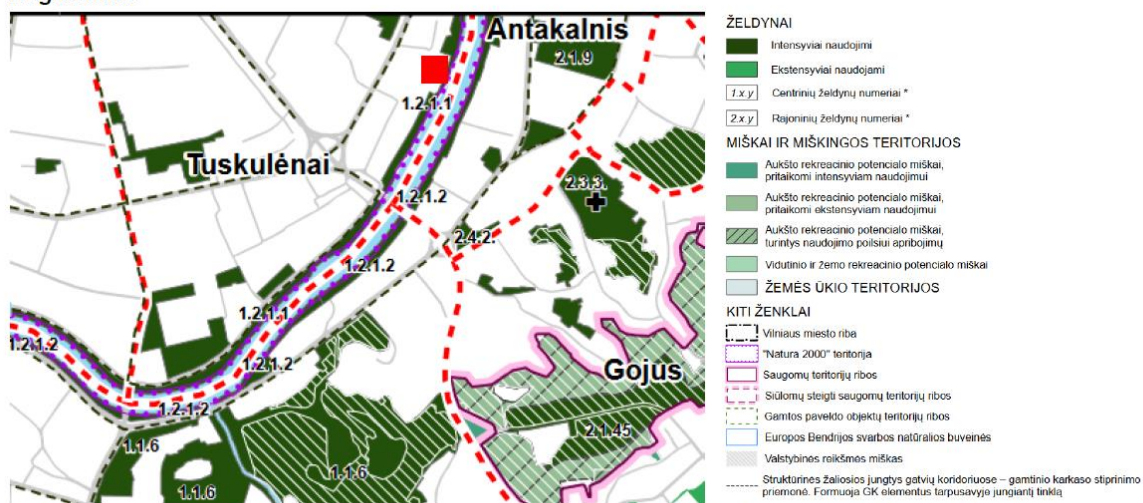 Antakalnis
2.1.9
1.2.1.1
Tuskulėnai
2.3.3.
1.2.1.2
2.4.2.
1.2.1.2
1.2.1.1
1.2.1.2
1.2.1.2
Gojus
1.2.1.2
1.1.6
2.1.45
1.1.6
1.1.6
ŽELDYNAI
Intensyviai naudojimi
Ekstensyviai naudojami
1.x.y Centrinių želdynų numeriai *
2.x.y Rajoninių želdynų numeriai *
MIŠKAI IR MIŠKINGOS TERITORIJOS
Aukšto rekreacinio potencialo miškai,
pritaikomi intensyviam naudojimui
Aukšto rekreacinio potencialo miškai,
pritaikomi ekstensyviam naudojimui
Aukšto rekreacinio potencialo miškai,
turintys naudojimo poilsiui apribojimų
Vidutinio ir žemo rekreacinio potencialo miškai
ŽEMĖS ŪKIO TERITORIJOS
KITI ŽENKLAI
Vilniaus miesto riba
"Natura 2000" teritorija
Saugomų teritorijų ribos
Siūlomų steigti saugomų teritorijų ribos
Gamtos paveldo objektų teritorijų ribos
Europos Bendrijos svarbos natūralios buveinės
Valstybinės reikšmės miškas
Struktūrinės žaliosios jungtys gatvių koridoriuose – gamtinio karkaso stiprinimo
priemonė. Formuoja GK elementus tarpusavyje jungiantį tinklą